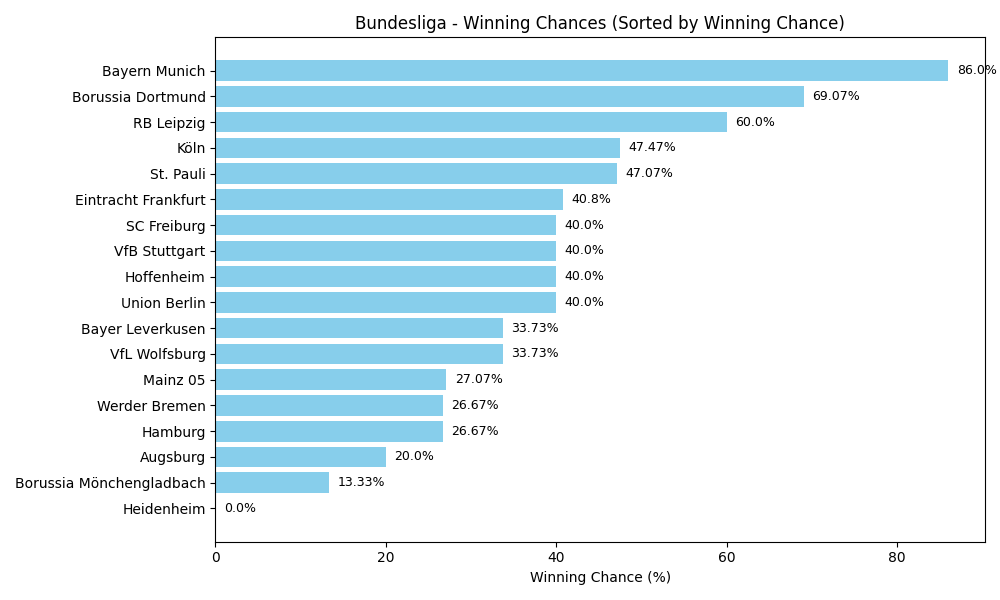 Bundesliga - Winning Chances (Sorted by Winning Chance)
Bayern Munich 86.0%
Borussia Dortmund 69.07%
RB Leipzig 60.0%
Köln 47.47%
St. Pauli 47.07%
Eintracht Frankfurt 40.8%
SC Freiburg 40.0%
VfB Stuttgart 40.0%
Hoffenheim 40.0%
Union Berlin 40.0%
Bayer Leverkusen 33.73%
VfL Wolfsburg 33.73%
Mainz 05 27.07%
Werder Bremen 26.67%
Hamburg 26.67%
Augsburg 20.0%
Borussia Mönchengladbach 13.33%
Heidenheim 0.0%
0 20 40 60 80
Winning Chance (%)